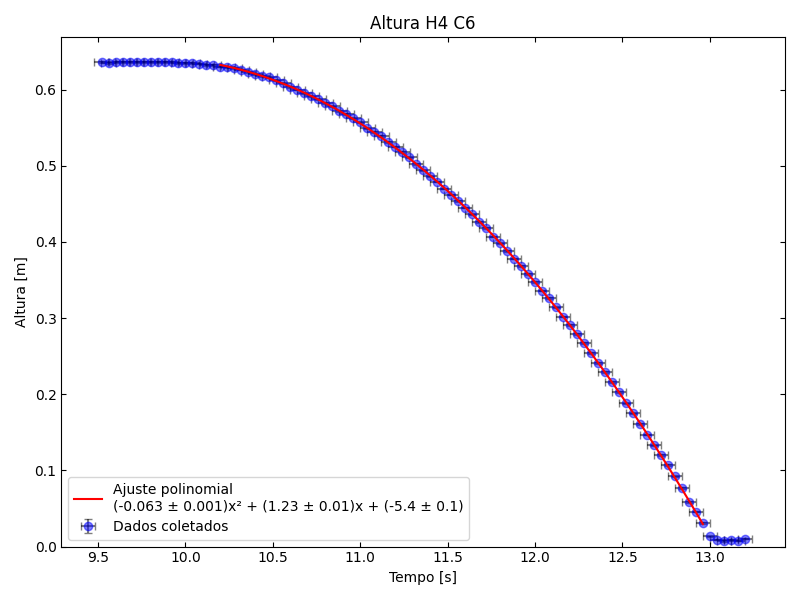 Altura H4 C6
Altura [m]
0.6
0.5
0.4
0.3
0.2
0.1
0.0
Ajuste polinomial
(-0.063 ± 0.001)x² + (1.23 ± 0.01)x + (-5.4 ± 0.1)
Dados coletados
9.5 10.0 10.5 11.0 11.5 12.0 12.5 13.0
Tempo [s]